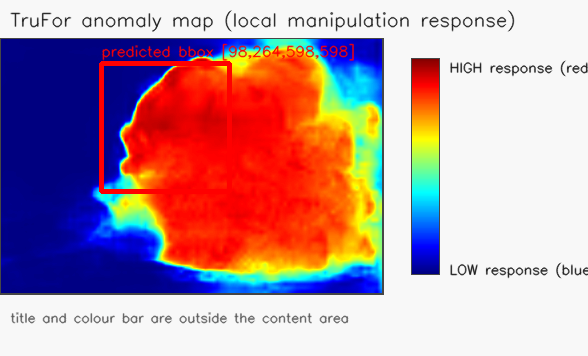 TruFor anomaly map (local manipulation response)
predicted bbox [98,264,598,598]
HIGH response (red
LOW response (blue
title and colour bar are outside the content area